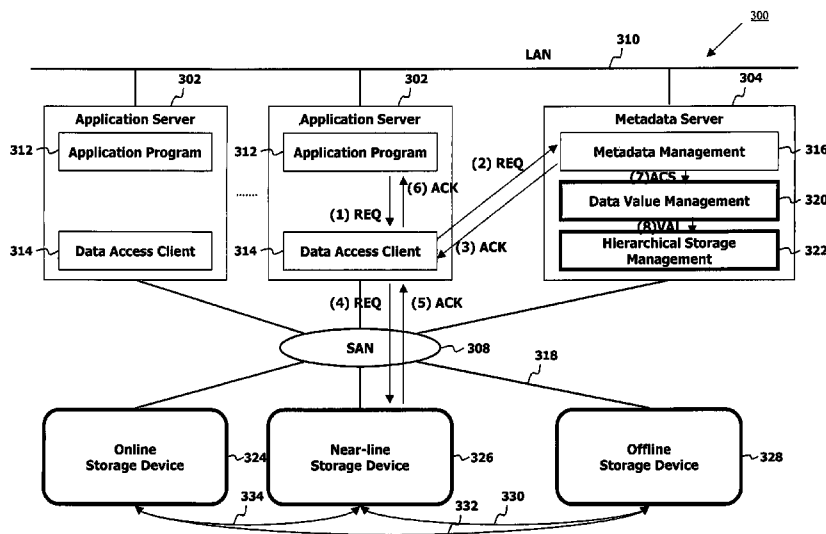 300
LAN
310
302
302
304
Application Server
Application Server
Metadata Server
312
Application Program
312
Application Program
Metadata Management
316
(2) REQ
(7)ACS
(6) ACK
Data Value Management
320
........
(1) REQ
(8)VAL
(3) ACK
314
Data Access Client
314
Data Access Client
Hierarchical Storage
Management
322
(4) REQ
(5) ACK
SAN
308
318
Online
Storage Device
324
Near-line
Storage Device
326
Offline
Storage Device
328
334
332
330